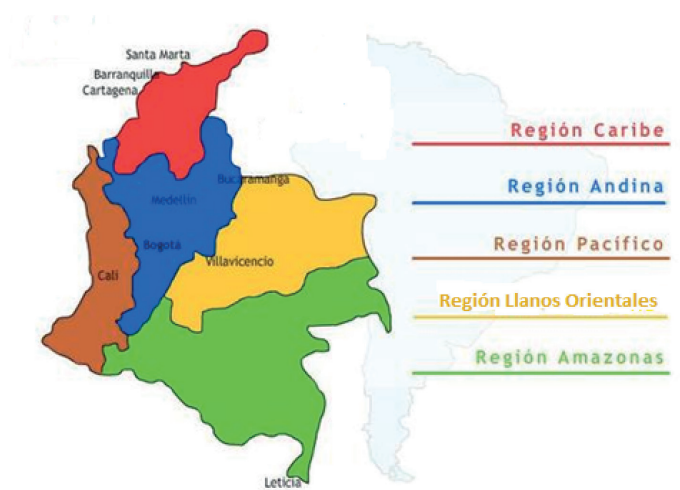 Santa Marta
Barranquilla
Cartagena
Bucaramanga
Medellín
Bogotá
Villavicencio
Cali
Leticia
Región Caribe
Región Andina
Región Pacífico
Región Llanos Orientales
Región Amazonas